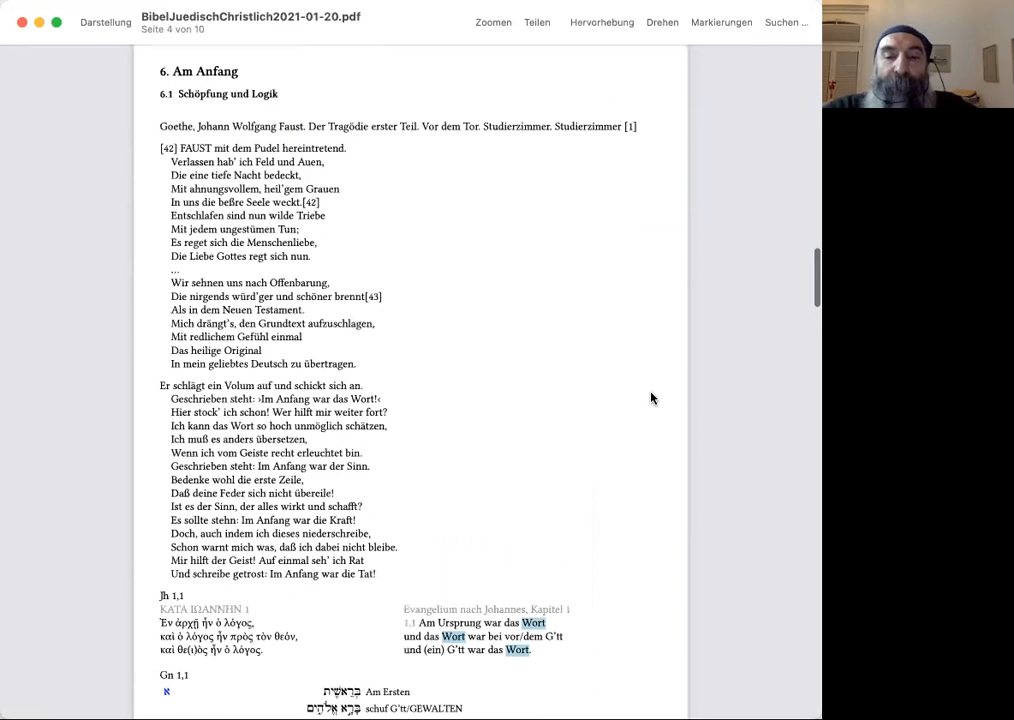 BibelJuedischChristlich2021-01-20.pdf
Seite 4 von 10
Darstellung
Zoomen Teilen Hervorhebung Drehen Markierungen Suchen ...
6. Am Anfang
6.1 Schöpfung und Logik
Goethe, Johann Wolfgang Faust. Der Tragödie erster Teil. Vor dem Tor. Studierzimmer. Studierzimmer [1]
[42] FAUST mit dem Pudel hereintretend.
Verlassen hab’ ich Feld und Auen,
Die eine tiefe Nacht bedeckt,
Mit ahnungsvollem, heil’gem Grauen
In uns die beßre Seele weckt.[42]
Entschlafen sind nun wilde Triebe
Mit jedem ungestümen Tun;
Es reget sich die Menschenliebe,
Die Liebe Gottes regt sich nun.
...
Wir sehnen uns nach Offenbarung,
Die nirgends würd’ger und schöner brennt[43]
Als in dem Neuen Testament.
Mich drängt’s, den Grundtext aufzuschlagen,
Mit redlichem Gefühl einmal
Das heilige Original
In mein geliebtes Deutsch zu übertragen.
Er schlägt ein Volum auf und schickt sich an.
Geschrieben steht: ›Im Anfang war das Wort!‹
Hier stock’ ich schon! Wer hilft mir weiter fort?
Ich kann das Wort so hoch unmöglich schätzen,
Ich muß es anders übersetzen,
Wenn ich vom Geiste recht erleuchtet bin.
Geschrieben steht: Im Anfang war der Sinn.
Bedenke wohl die erste Zeile,
Daß deine Feder sich nicht übereile!
Ist es der Sinn, der alles wirkt und schafft?
Es sollte stehn: Im Anfang war die Kraft!
Doch, auch indem ich dieses niederschreibe,
Schon warnt mich was, daß ich dabei nicht bleibe.
Mir hilft der Geist! Auf einmal seh’ ich Rat
Und schreibe getrost: Im Anfang war die Tat!
Jh 1,1
ΚΑΤΑ ΙΩΑΝΝΗΝ 1 Evangelium nach Johannes, Kapitel 1
Ἐν ἀρχῇ ἦν ὁ λόγος, 1,1 Am Ursprung war das Wort
καὶ ὁ λόγος ἦν πρὸς τὸν θεόν, und das Wort war bei vor/dem G’tt
καὶ θε(ι)ὸς ἦν ὁ λόγος. und (ein) G’tt war das Wort.
Gn 1,1
א בְּרֵאשִׁ֖ית Am Ersten
בָּרָ֣א אֱלֹהִ֑ים schuf G’tt/GEWALTEN